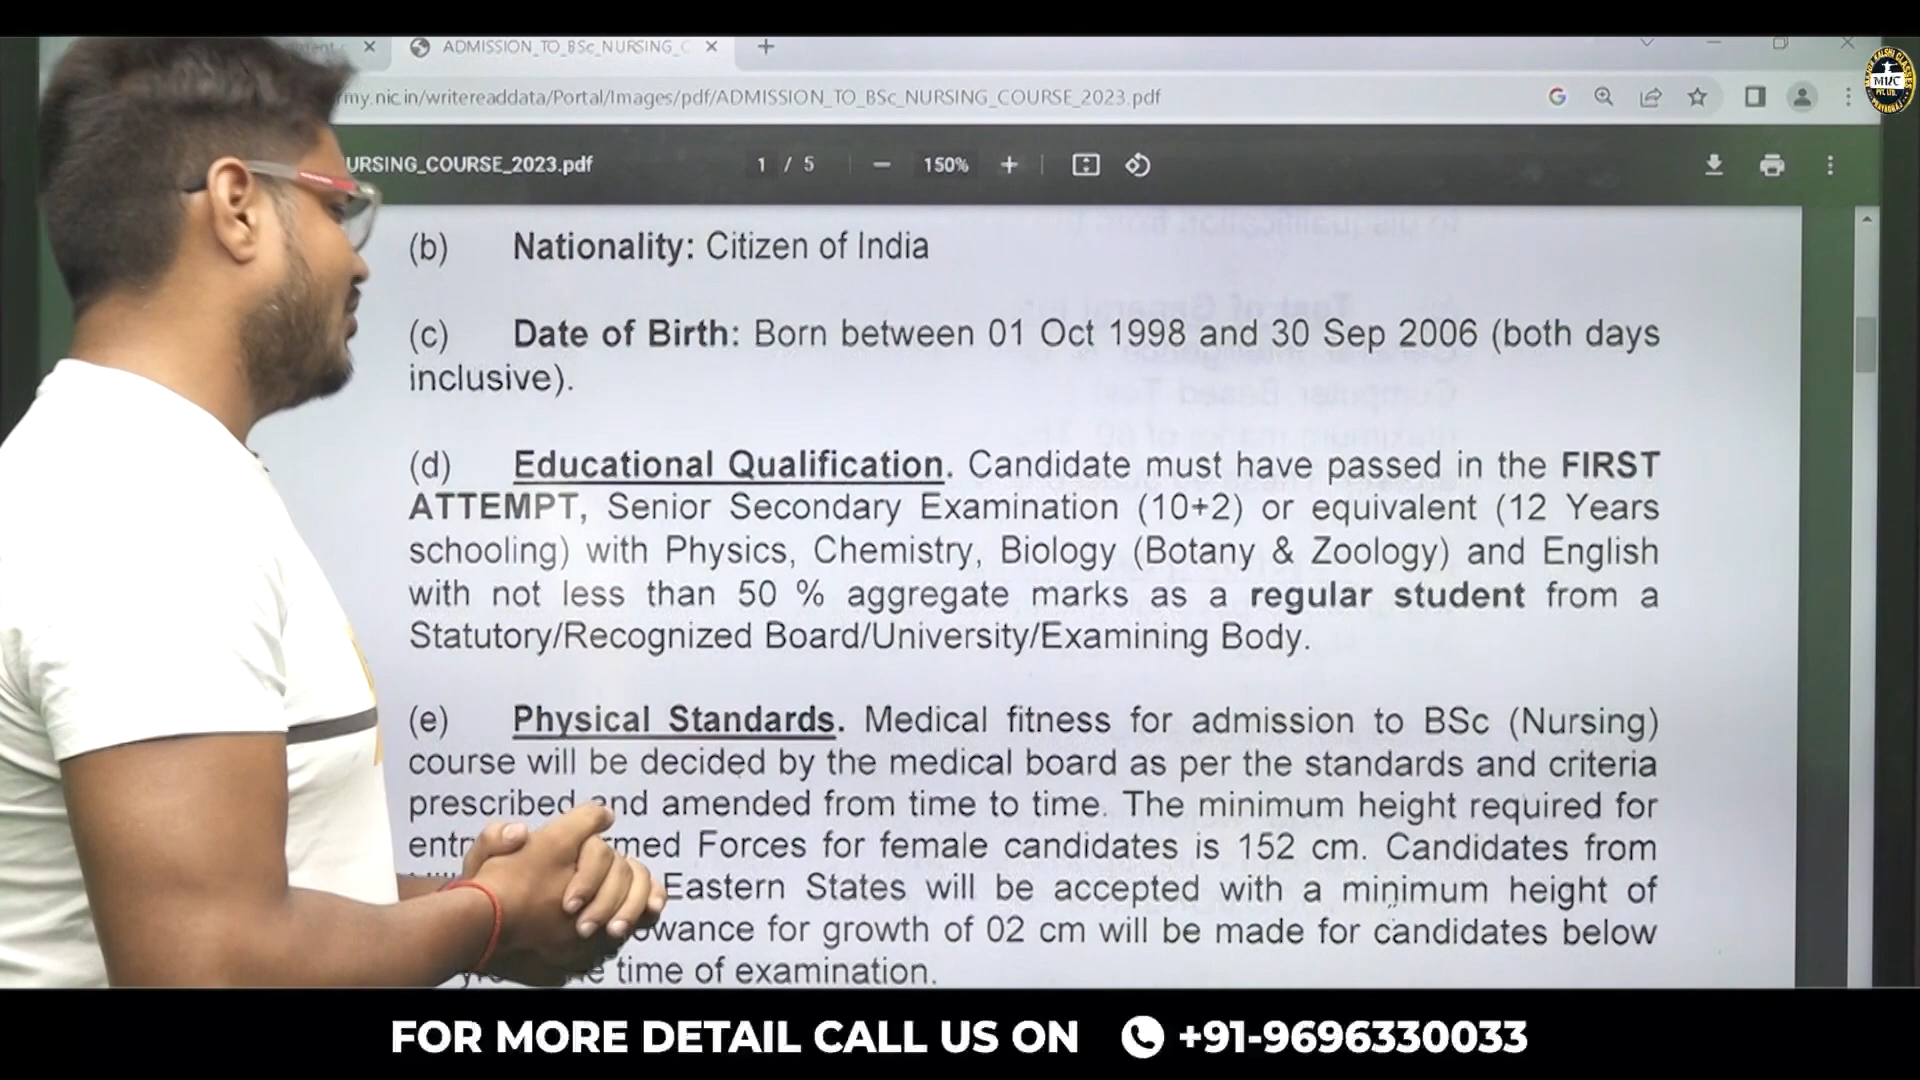 ADMISSION_TO_BSc_NURSING_C
my.nic.in/writereaddata/Portal/Images/pdf/ADMISSION_TO_BSc_NURSING_COURSE_2023.pdf
MKC
URSING_COURSE_2023.pdf
1 / 5
150%
(b) Nationality: Citizen of India
(c) Date of Birth: Born between 01 Oct 1998 and 30 Sep 2006 (both days
inclusive).
(d) Educational Qualification. Candidate must have passed in the FIRST
ATTEMPT, Senior Secondary Examination (10+2) or equivalent (12 Years
schooling) with Physics, Chemistry, Biology (Botany & Zoology) and English
with not less than 50 % aggregate marks as a regular student from a
Statutory/Recognized Board/University/Examining Body.
(e) Physical Standards. Medical fitness for admission to BSc (Nursing)
course will be decided by the medical board as per the standards and criteria
prescribed and amended from time to time. The minimum height required for
med Forces for female candidates is 152 cm. Candidates from
Eastern States will be accepted with a minimum height of
owance for growth of 02 cm will be made for candidates below
time of examination.
FOR MORE DETAIL CALL US ON +91-9696330033